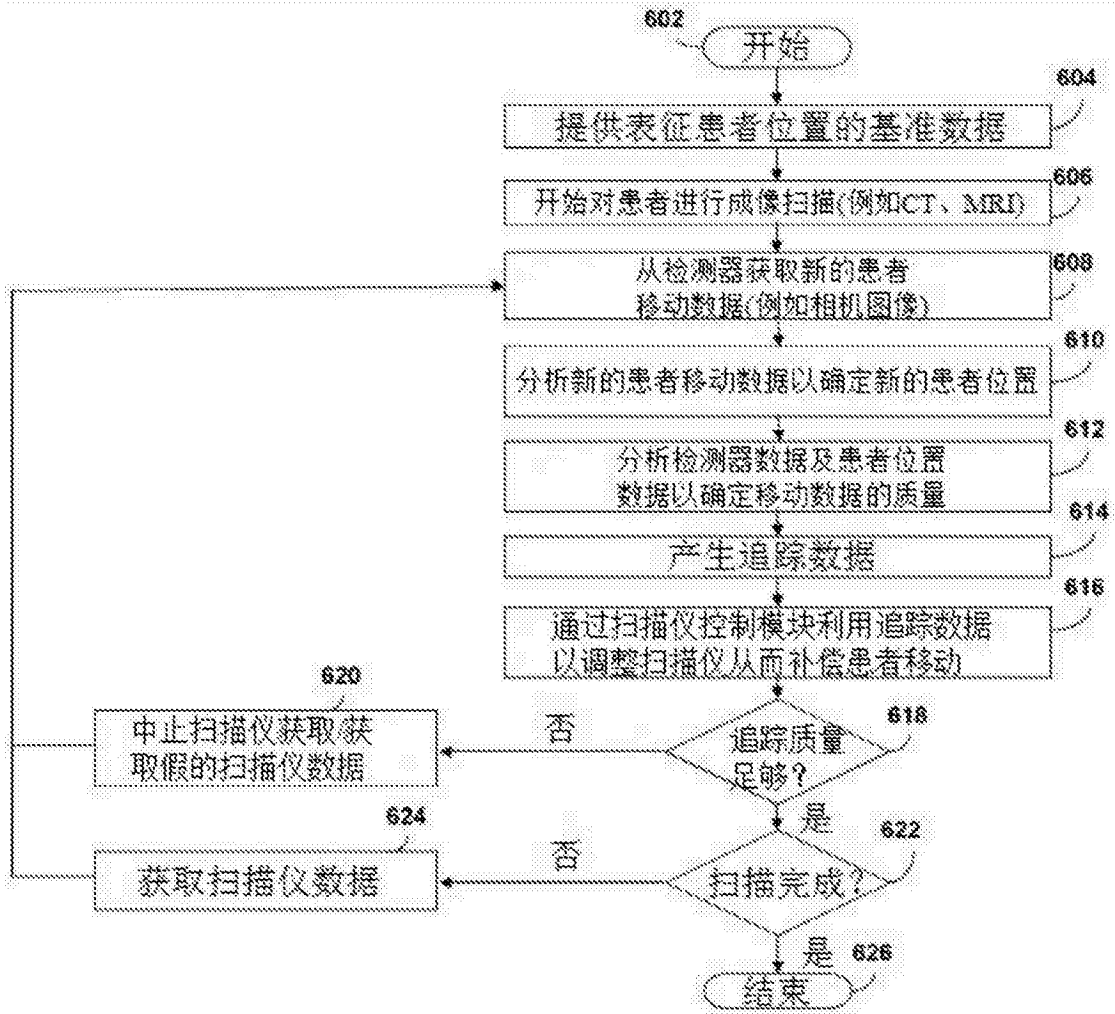 602
开始
604
提供表征患者位置的基准数据
606
开始对患者进行成像扫描(例如CT、MRI)
608
从检测器获取新的患者
移动数据(例如相机图像)
610
分析新的患者移动数据以确定新的患者位置
612
分析检测器数据及患者位置
数据以确定移动数据的质量
614
产生追踪数据
616
通过扫描仪控制模块利用追踪数据
以调整扫描仪从而补偿患者移动
618
追踪质量
足够?
否
620
中止扫描仪获取/获
取假的扫描仪数据
是
622
扫描完成?
否
624
获取扫描仪数据
是
626
结束